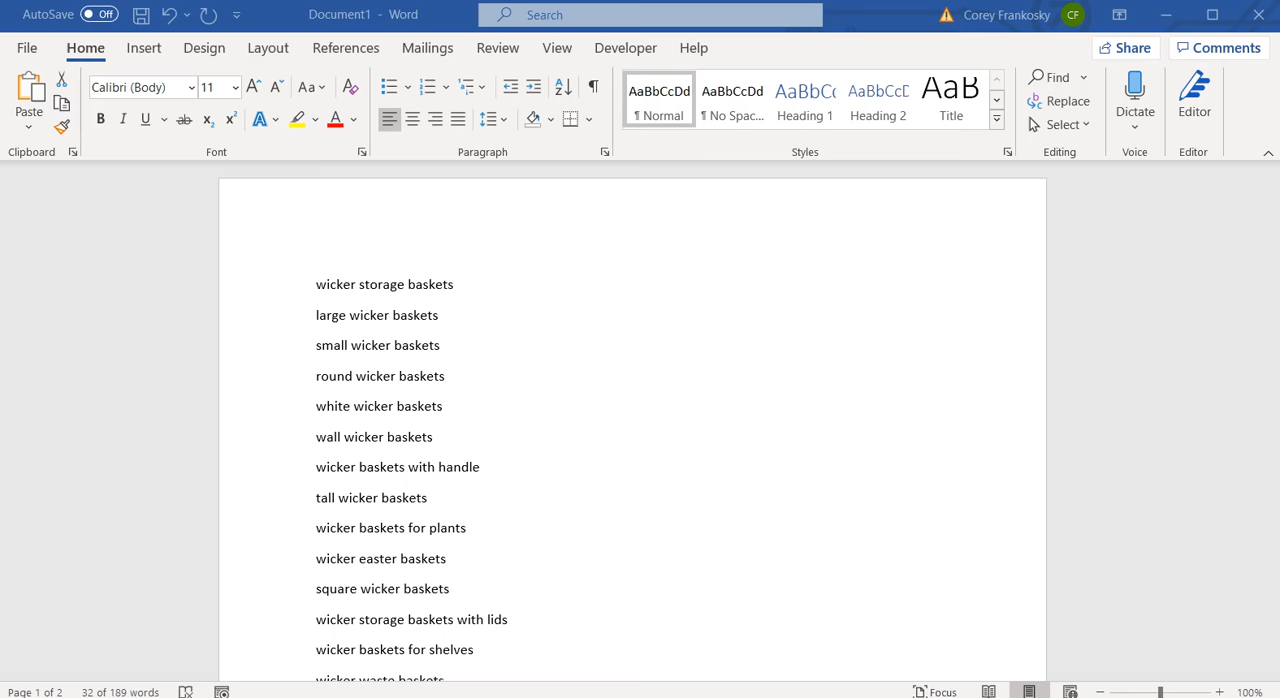 AutoSave Off Document1 - Word Search Corey Frankosky CF
File Home Insert Design Layout References Mailings Review View Developer Help Share Comments
Paste Calibri (Body) 11 Aa AaBbCcDd ¶ Normal AaBbCcDd ¶ No Spac... AaBbCc Heading 1 AaBbCcD Heading 2 AaB Title Find Replace Select Dictate Editor
Clipboard Font Paragraph Styles Editing Voice Editor
wicker storage baskets
large wicker baskets
small wicker baskets
round wicker baskets
white wicker baskets
wall wicker baskets
wicker baskets with handle
tall wicker baskets
wicker baskets for plants
wicker easter baskets
square wicker baskets
wicker storage baskets with lids
wicker baskets for shelves
wicker waste baskets
Page 1 of 2 32 of 189 words Focus 100%